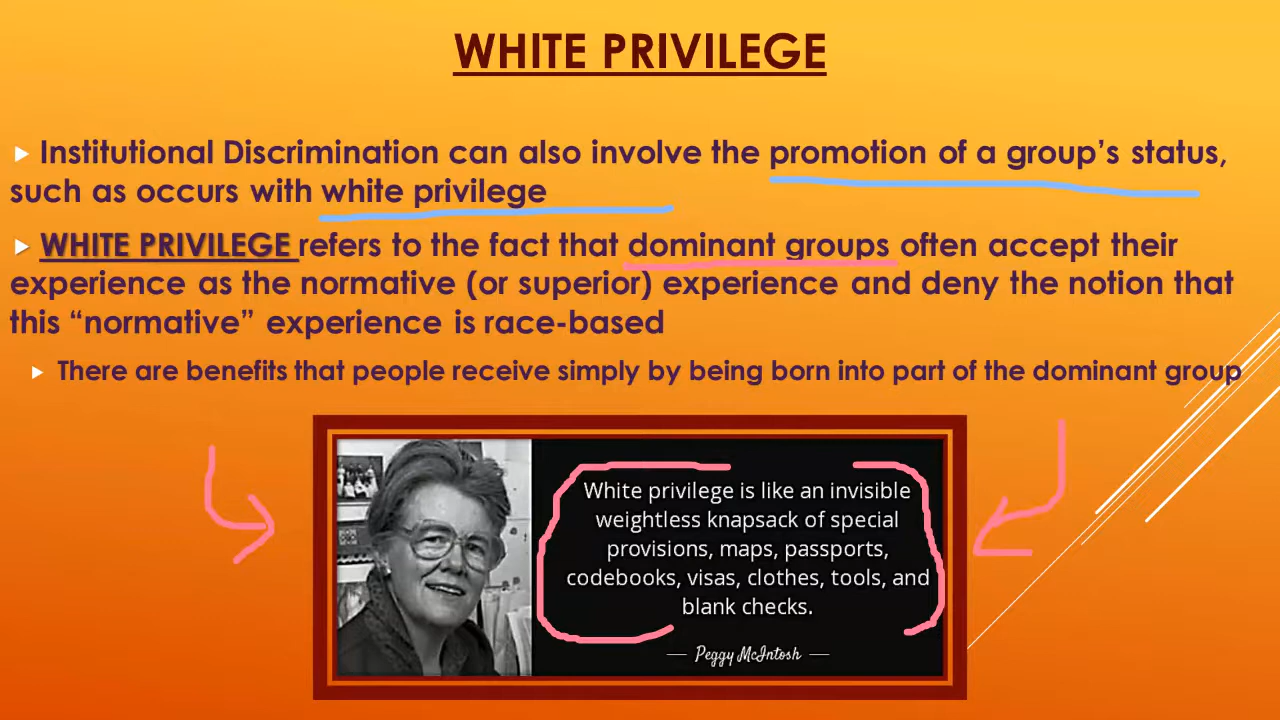 WHITE PRIVILEGE
Institutional Discrimination can also involve the promotion of a group's status,
such as occurs with white privilege
WHITE PRIVILEGE refers to the fact that dominant groups often accept their
experience as the normative (or superior) experience and deny the notion that
this “normative” experience is race-based
There are benefits that people receive simply by being born into part of the dominant group
White privilege is like an invisible
weightless knapsack of special
provisions, maps, passports,
codebooks, visas, clothes, tools, and
blank checks.
— Peggy McIntosh —